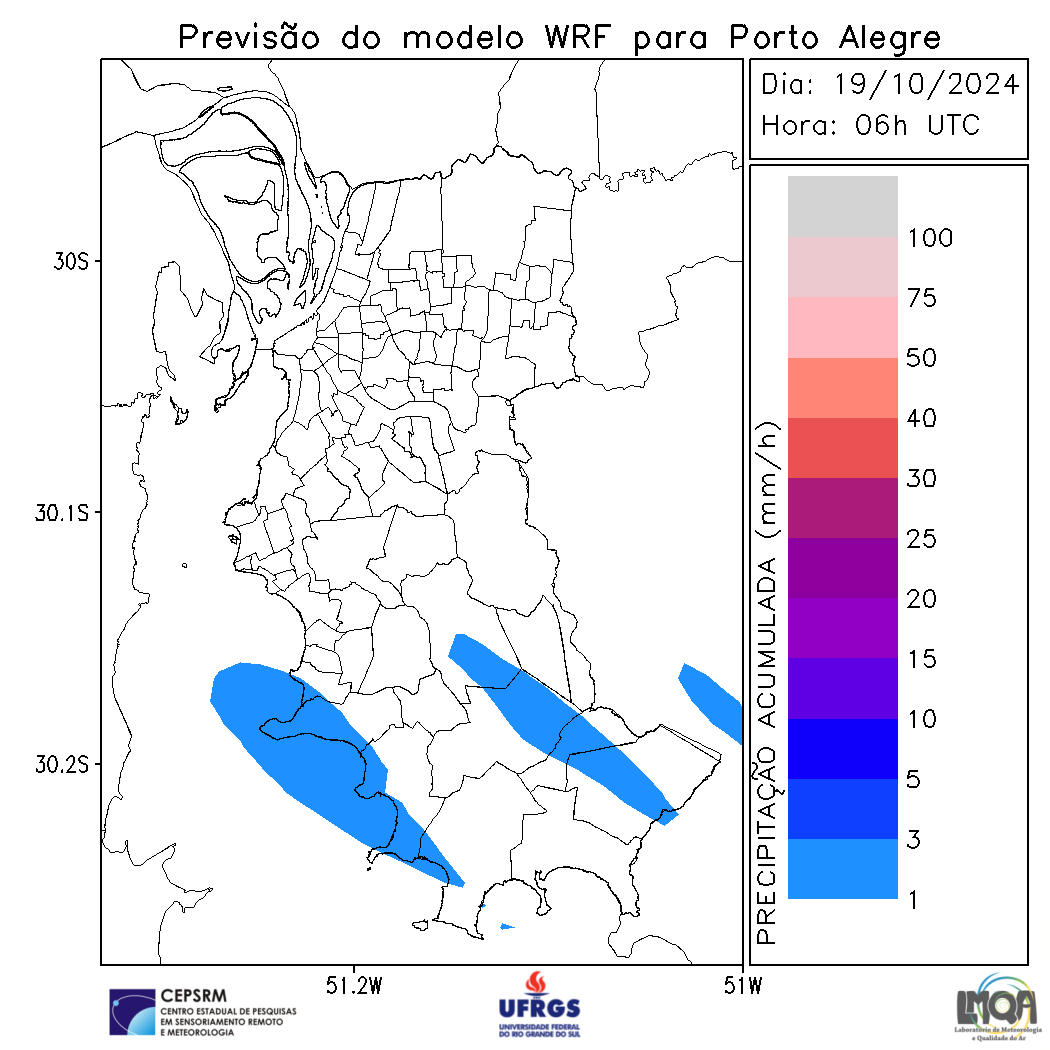 Previsão do modelo WRF para Porto Alegre
Dia: 19/10/2024
Hora: 06h UTC
30S
30.1S
30.2S
51.2W
51W
PRECIPITAÇÃO ACUMULADA (mm/h)
100
75
50
40
30
25
20
15
10
5
3
1
CEPSRM
CENTRO ESTADUAL DE PESQUISAS
EM SENSORIAMENTO REMOTO
E METEOROLOGIA
UFRGS
UNIVERSIDADE FEDERAL
DO RIO GRANDE DO SUL
LMQA
Laboratório de Meteorologia
e Qualidade do Ar